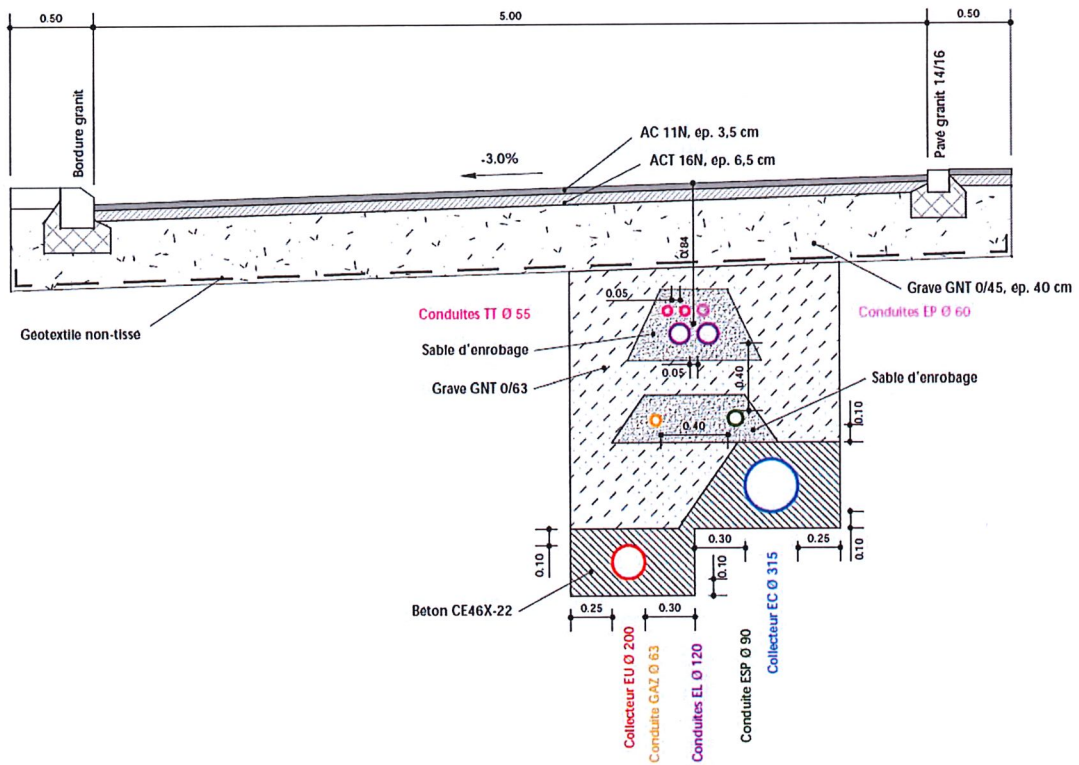 0.50
5.00
0.50
Bordure granit
Pavé granit 14/16
AC 11N, ép. 3,5 cm
-3.0%
ACT 16N, ép. 6,5 cm
Grave GNT 0/45, ep. 40 cm
Géotextile non-tissé
0.05
Conduites TT Ø 55
Conduites EP Ø 60
Sable d'enrobage
0.05
0.40
Grave GNT 0/63
Sable d'enrobage
0.40
0.10
0.30
0.25
0.10
0.10
0.10
Beton CE46X-22
0.25
0.30
Collecteur EU Ø 200
Conduite GAZ Ø 63
Conduites EL Ø 120
Conduite ESP Ø 90
Collecteur EC Ø 315